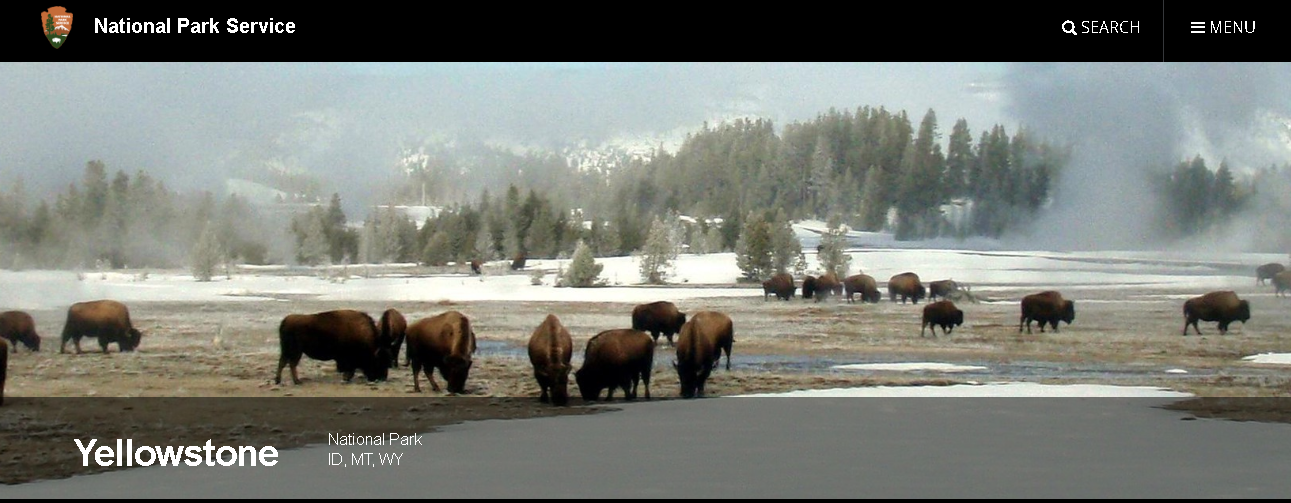 National Park Service
SEARCH
MENU
Yellowstone
National Park
ID, MT, WY